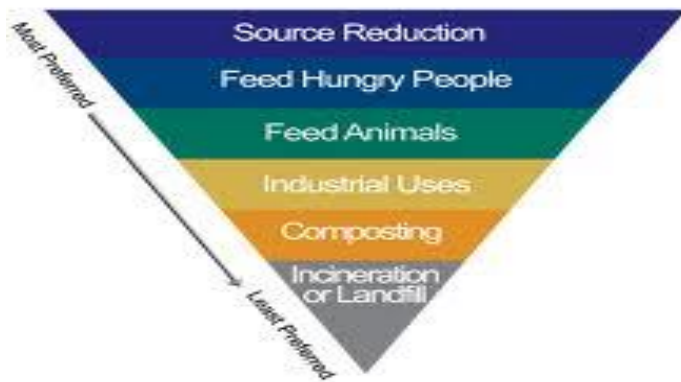 Most Preferred
Source Reduction
Feed Hungry People
Feed Animals
Industrial Uses
Composting
Incineration
or Landfill
Least Preferred